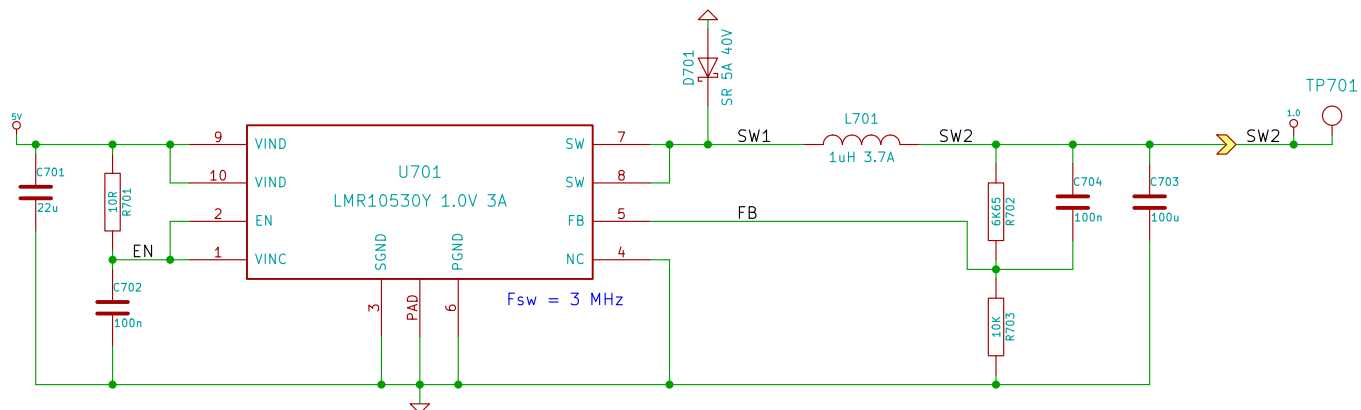 5V
C701
22u
10R
R701
EN
C702
100n
9
VIND
10
VIND
2
EN
1
VINC
U701
LMR10530Y 1.0V 3A
SGND
PGND
3
PAD
6
SW
7
SW
8
FB
5
NC
4
Fsw = 3 MHz
D701
SR 5A 40V
SW1
L701
1uH 3.7A
SW2
FB
6K65
R702
10K
R703
C704
100n
C703
100u
SW2
1.0
TP701